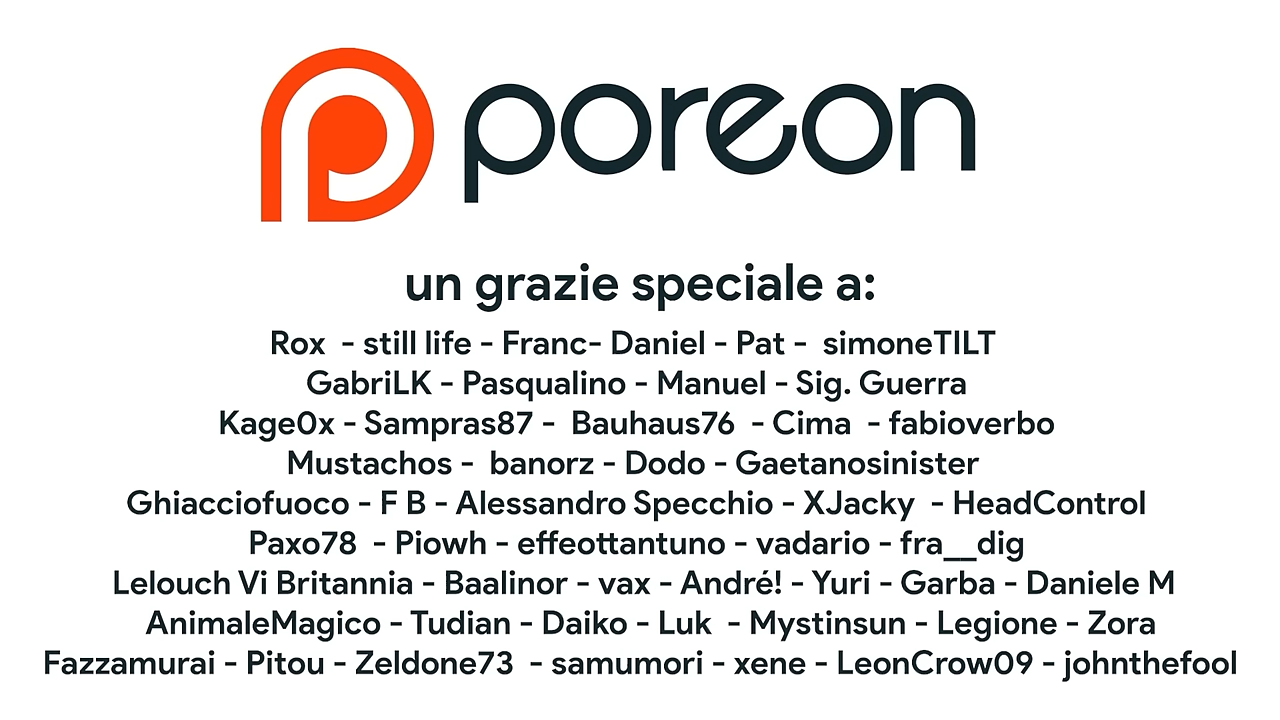 poreon
un grazie speciale a:
Rox - still life - Franc- Daniel - Pat - simoneTILT
GabriLK - Pasqualino - Manuel - Sig. Guerra
Kage0x - Sampras87 - Bauhaus76 - Cima - fabioverbo
Mustachos - banorz - Dodo - Gaetanosinister
Ghiacciofuoco - F B - Alessandro Specchio - XJacky - HeadControl
Paxo78 - Piowh - effeottantuno - vadario - fra__dig
Lelouch Vi Britannia - Baalinor - vax - André! - Yuri - Garba - Daniele M
AnimaleMagico - Tudian - Daiko - Luk - Mystinsun - Legione - Zora
Fazzamurai - Pitou - Zeldone73 - samumori - xene - LeonCrow09 - johnthefool